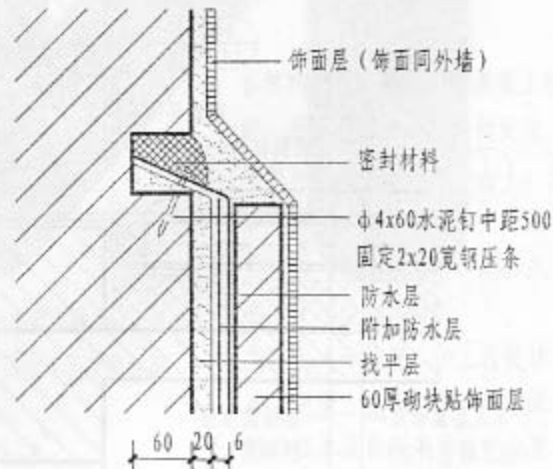 饰面层（饰面同外墙）
密封材料
ф4x60水泥钉中距500
固定2x20宽钢压条
防水层
附加防水层
找平层
60厚砌块贴饰面层
60 20 6